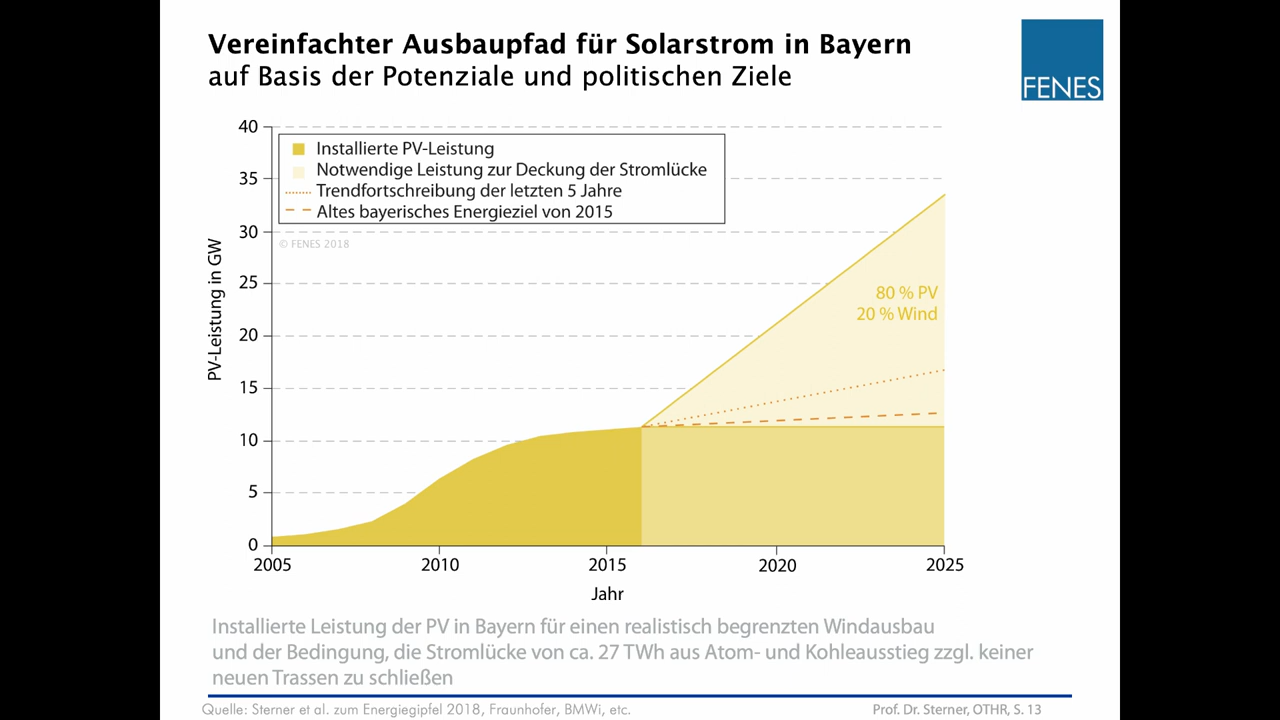 Vereinfachter Ausbaupfad für Solarstrom in Bayern
auf Basis der Potenziale und politischen Ziele
FENES
40
35
30
25
20
15
10
5
0
PV-Leistung in GW
Installierte PV-Leistung
Notwendige Leistung zur Deckung der Stromlücke
Trendfortschreibung der letzten 5 Jahre
Altes bayerisches Energieziel von 2015
© FENES 2018
80 % PV
20 % Wind
2005 2010 2015 2020 2025
Jahr
Installierte Leistung der PV in Bayern für einen realistisch begrenzten Windausbau
und der Bedingung, die Stromlücke von ca. 27 TWh aus Atom- und Kohleausstieg zzgl. keiner
neuen Trassen zu schließen
Quelle: Sterner et al. zum Energiegipfel 2018, Fraunhofer, BMWi, etc.
Prof. Dr. Sterner, OTHR, S. 13